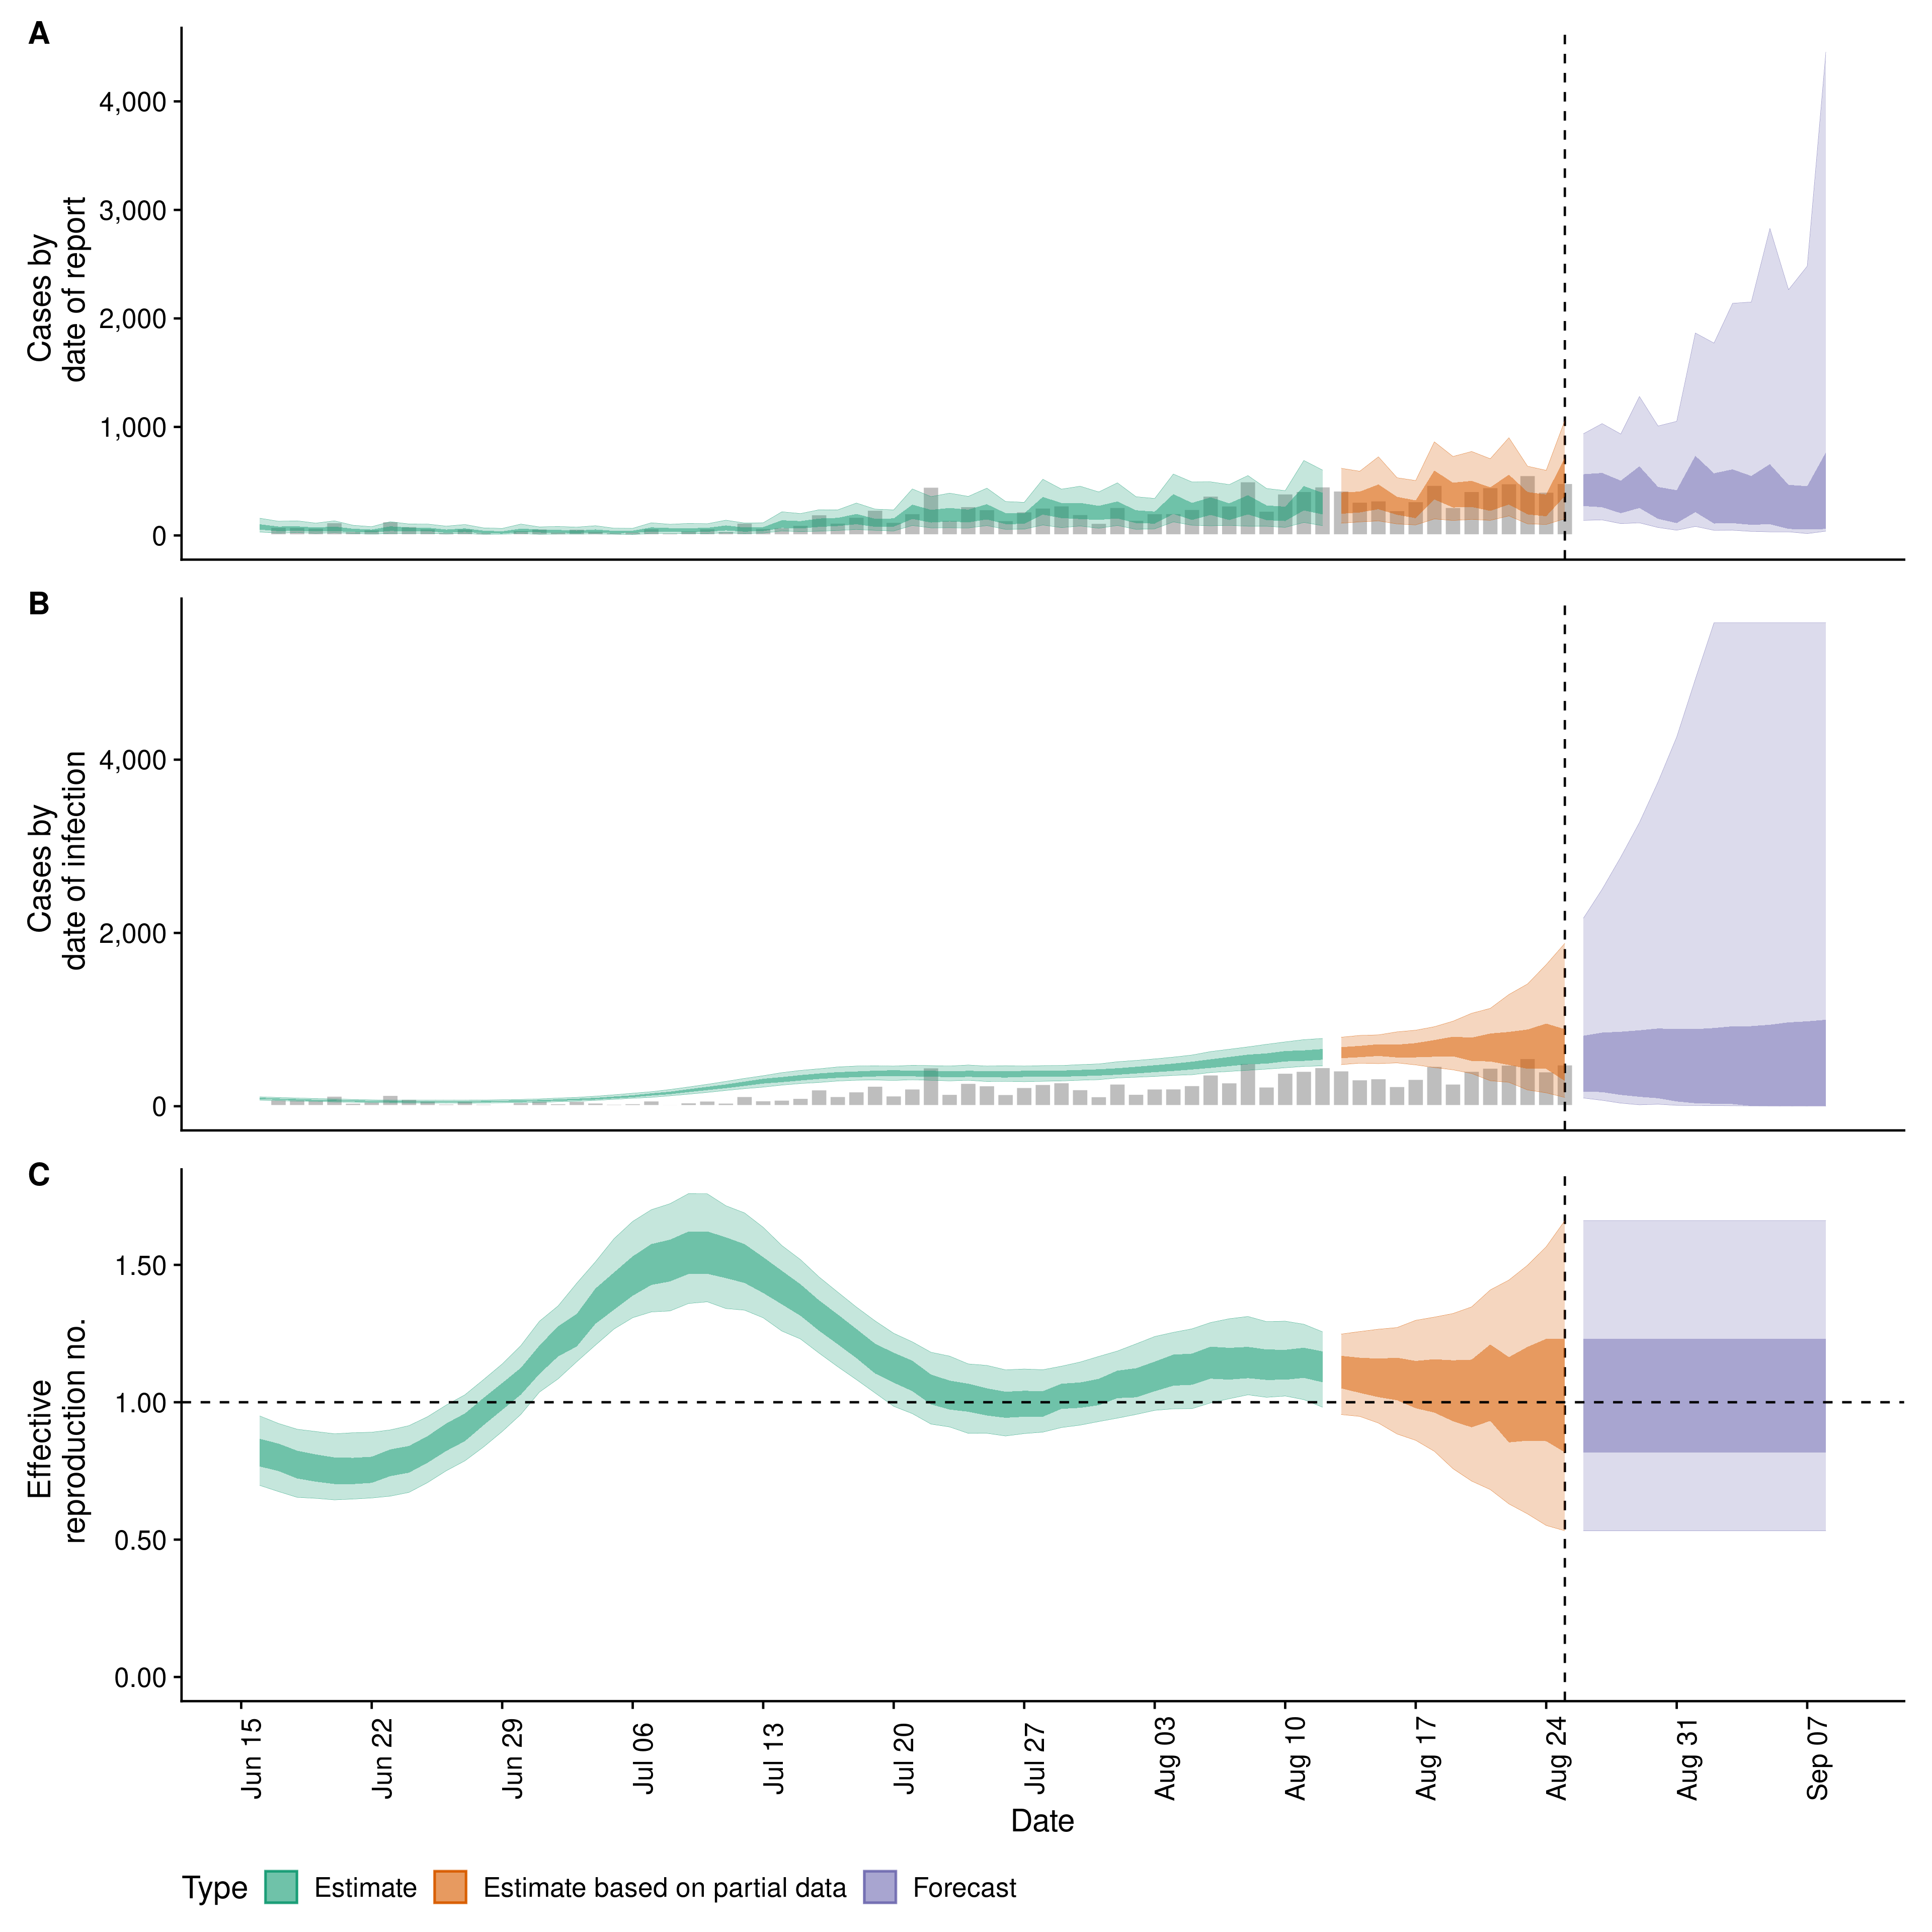 A
Cases by
date of report
4,000
3,000
2,000
1,000
0
B
Cases by
date of infection
4,000
2,000
0
C
Effective
reproduction no.
1.50
1.00
0.50
0.00
Jun 15
Jun 22
Jun 29
Jul 06
Jul 13
Jul 20
Jul 27
Aug 03
Aug 10
Aug 17
Aug 24
Aug 31
Sep 07
Date
Type Estimate Estimate based on partial data Forecast